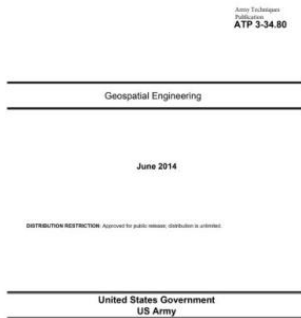 Army Techniques
Publication
ATP 3-34.80
Geospatial Engineering
June 2014
DISTRIBUTION RESTRICTION: Approved for public release; distribution is unlimited.
United States Government
US Army